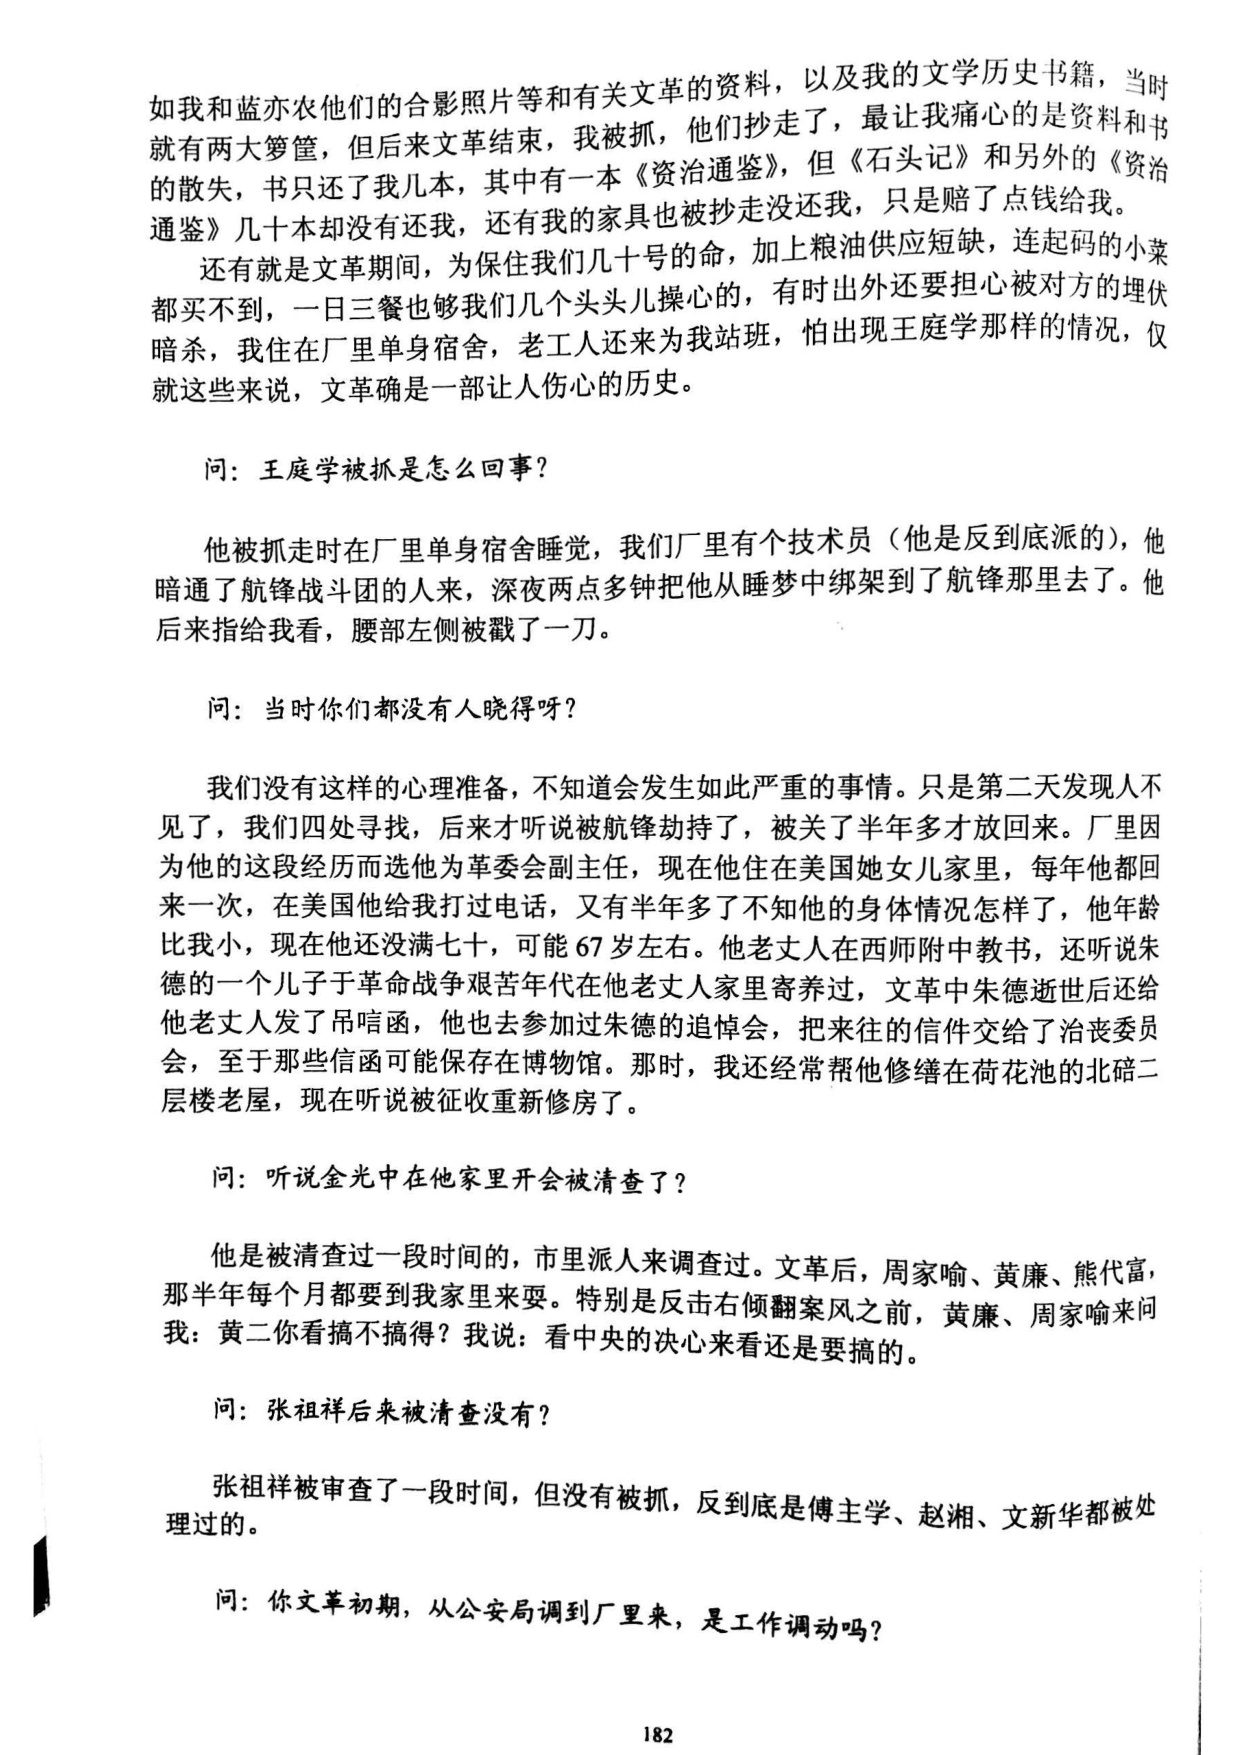 如我和蓝亦农他们的合影照片等和有关文革的资料，以及我的文学历史书籍，当时
就有两大箩筐，但后来文革结束，我被抓，他们抄走了，最让我痛心的是资料和书
的散失，书只还了我几本，其中有一本《资治通鉴》，但《石头记》和另外的《资治
通鉴》几十本却没有还我，还有我的家具也被抄走没还我，只是赔了点钱给我。
还有就是文革期间，为保住我们几十号的命，加上粮油供应短缺，连起码的小菜
都买不到，一日三餐也够我们几个头头儿操心的，有时出外还要担心被对方的埋伏
暗杀，我住在厂里单身宿舍，老工人还来为我站班，怕出现王庭学那样的情况，仅
就这些来说，文革确是一部让人伤心的历史。
问：王庭学被抓是怎么回事？
他被抓走时在厂里单身宿舍睡觉，我们厂里有个技术员（他是反到底派的），他
暗通了航锋战斗团的人来，深夜两点多钟把他从睡梦中绑架到了航锋那里去了。他
后来指给我看，腰部左侧被戳了一刀。
问：当时你们都没有人晓得呀？
我们没有这样的心理准备，不知道会发生如此严重的事情。只是第二天发现人不
见了，我们四处寻找，后来才听说被航锋劫持了，被关了半年多才放回来。厂里因
为他的这段经历而选他为革委会副主任，现在他住在美国她女儿家里，每年他都回
来一次，在美国他给我打过电话，又有半年多了不知他的身体情况怎样了，他年龄
比我小，现在他还没满七十，可能 67 岁左右。他老丈人在西师附中教书，还听说朱
德的一个儿子于革命战争艰苦年代在他老丈人家里寄养过，文革中朱德逝世后还给
他老丈人发了吊唁函，他也去参加过朱德的追悼会，把来往的信件交给了治丧委员
会，至于那些信函可能保存在博物馆。那时，我还经常帮他修缮在荷花池的北碚二
层楼老屋，现在听说被征收重新修房了。
问：听说金光中在他家里开会被清查了？
他是被清查过一段时间的，市里派人来调查过。文革后，周家喻、黄廉、熊代富，
那半年每个月都要到我家里来耍。特别是反击右倾翻案风之前，黄廉、周家喻来问
我：黄二你看搞不搞得？我说：看中央的决心来看还是要搞的。
问：张祖祥后来被清查没有？
张祖祥被审查了一段时间，但没有被抓，反到底是傅主学、赵湘、文新华都被处
理过的。
问：你文革初期，从公安局调到厂里来，是工作调动吗？
182